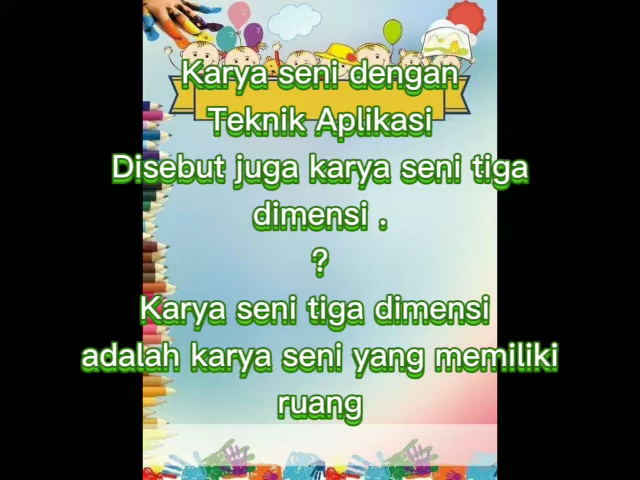 Karya seni dengan
Teknik Aplikasi
Disebut juga karya seni tiga
dimensi .
?
Karya seni tiga dimensi
adalah karya seni yang memiliki
ruang